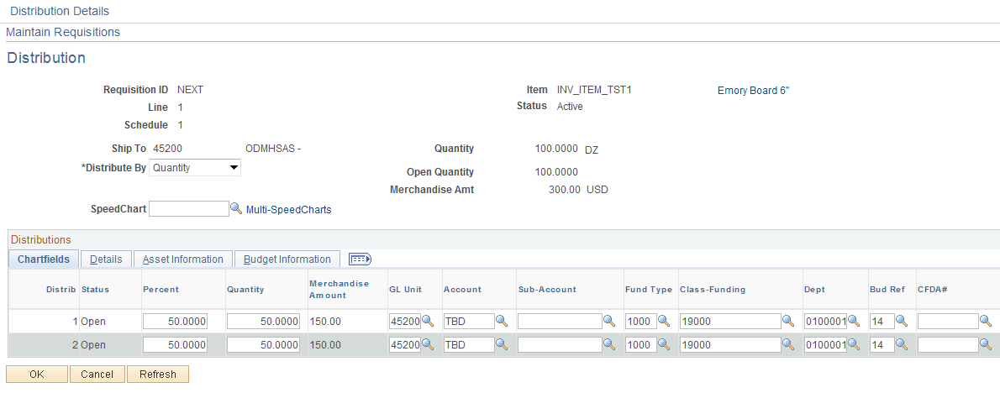 Distribution Details
Maintain Requisitions
Distribution
Requisition ID NEXT Item INV_ITEM_TST1 Emory Board 6"
Line 1 Status Active
Schedule 1
Ship To 45200 ODMHSAS - Quantity 100.0000 DZ
*Distribute By Quantity Open Quantity 100.0000
Merchandise Amt 300.00 USD
SpeedChart Multi-SpeedCharts
Distributions
Chartfields Details Asset Information Budget Information
Distrib Status Percent Quantity Merchandise Amount GL Unit Account Sub-Account Fund Type Class-Funding Dept Bud Ref CFDA#
1 Open 50.0000 50.0000 150.00 45200 TBD 1000 19000 0100001 14
2 Open 50.0000 50.0000 150.00 45200 TBD 1000 19000 0100001 14
OK Cancel Refresh